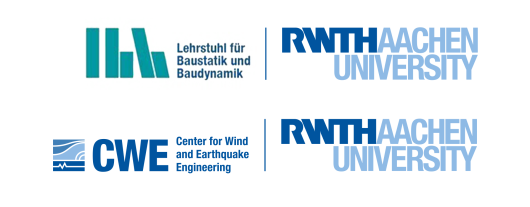 Lehrstuhl für
Baustatik und
Baudynamik
RWTHAACHEN
UNIVERSITY
CWE
Center for Wind
and Earthquake
Engineering
RWTHAACHEN
UNIVERSITY